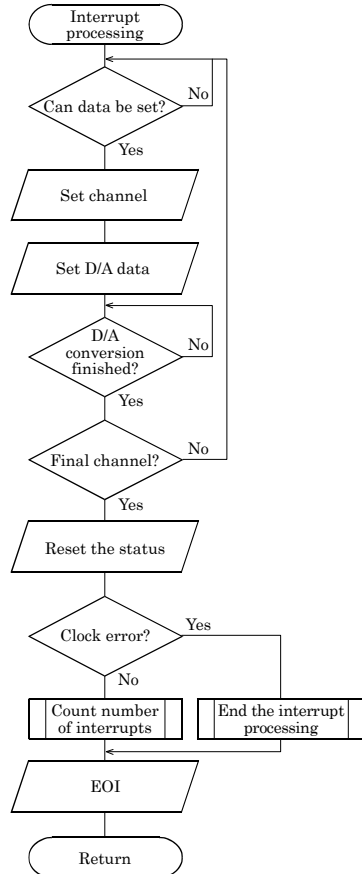 Interrupt
processing
No
Can data be set?
Yes
Set channel
Set D/A data
D/A
conversion
finished?
No
Yes
No
Final channel?
Yes
Reset the status
Clock error?
Yes
No
Count number
of interrupts
End the interrupt
processing
EOI
Return